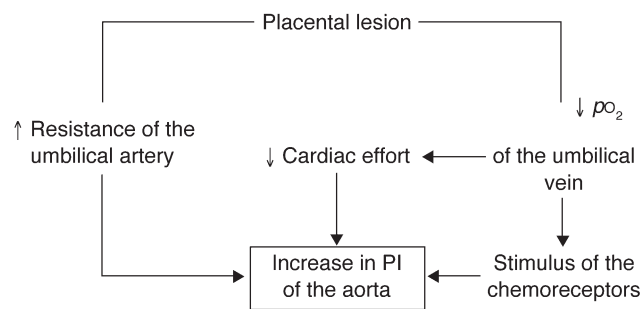 Placental lesion
↑ Resistance of the
umbilical artery
↓ pO₂
of the umbilical
vein
↓ Cardiac effort
Increase in PI
of the aorta
Stimulus of the
chemoreceptors